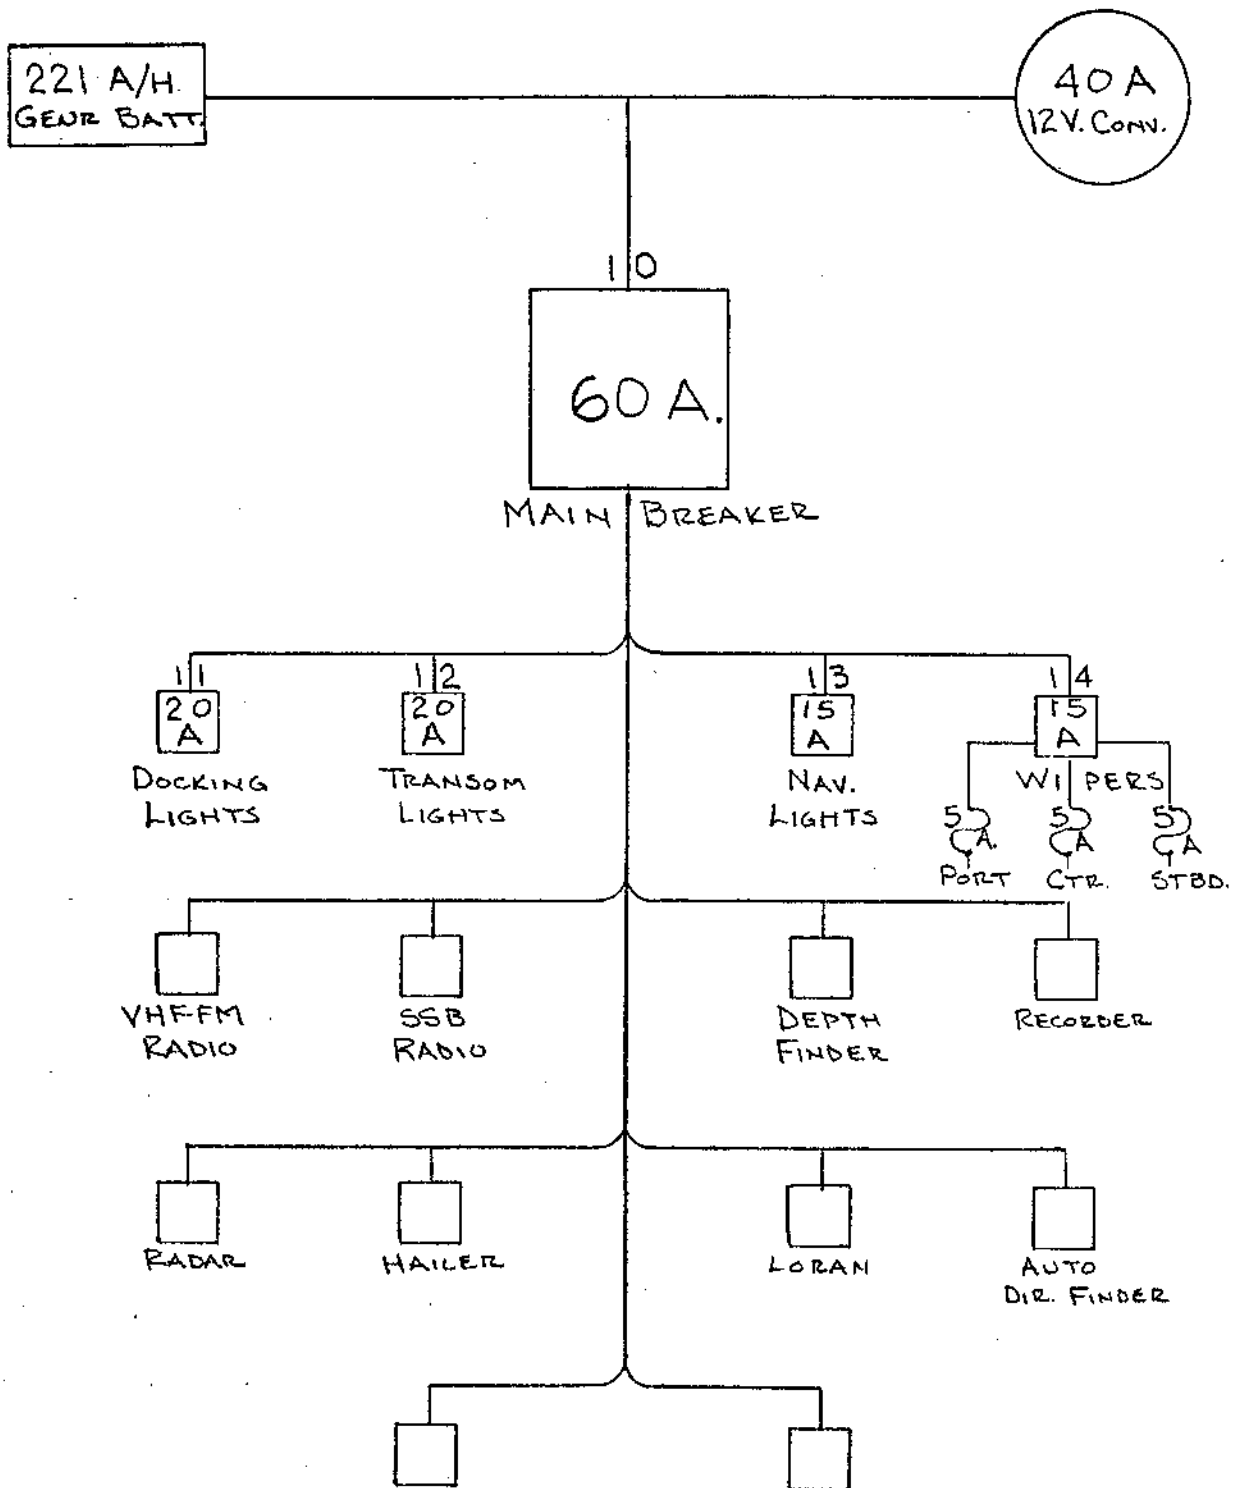 221 A/H.
GENR BATT.
40 A
12V. CONV.
10
60 A.
MAIN BREAKER
11
12
13
14
20
A
20
A
15
A
15
A
DOCKING
LIGHTS
TRANSOM
LIGHTS
NAV.
LIGHTS
WIPERS
5
A.
5
A
5
A
PORT
CTR.
STBD.
VHF-FM
RADIO
SSB
RADIO
DEPTH
FINDER
RECORDER
RADAR
HAILER
LORAN
AUTO
DIR. FINDER